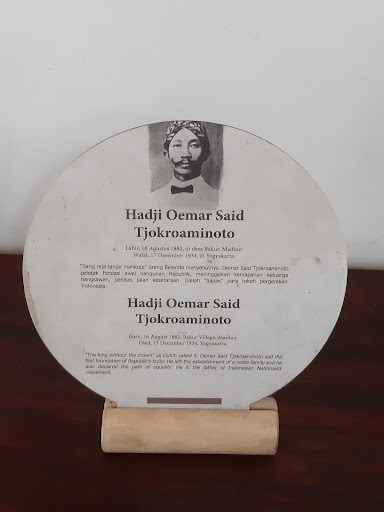 Hadji Oemar Said
Tjokroaminoto
Lahir, 16 Agustus 1882, di desa Bakur, Madiun
Wafat, 17 Desember 1934, di Yogyakarta
"Sang raja tanpa mahkota" orang Belanda menyebutnya. Oemar Said Tjokroaminoto
peletak fondasi awal bangunan Republik, meninggalkan kemapanan keluarga
bangsawan, perintis jalan kesetaraan. Dialah "bapak" para tokoh pergerakan
Indonesia.
Hadji Oemar Said
Tjokroaminoto
Born, 16 August 1882, Bakur Village, Madiun
Died, 17 December 1934, Yogyakarta
"The king without the crown" as Dutch called it. Oemar Said Tjokroaminoto laid the
first foundation of Republic's build. He left the establishment of a noble family and he
also declared the path of equality. He is the father of Indonesian Nationalist
movement.